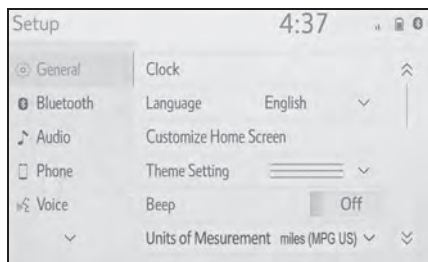 Setup 4:37
General
Bluetooth
Audio
Phone
Voice
Clock
Language English
Customize Home Screen
Theme Setting
Beep Off
Units of Mesurement miles (MPG US)